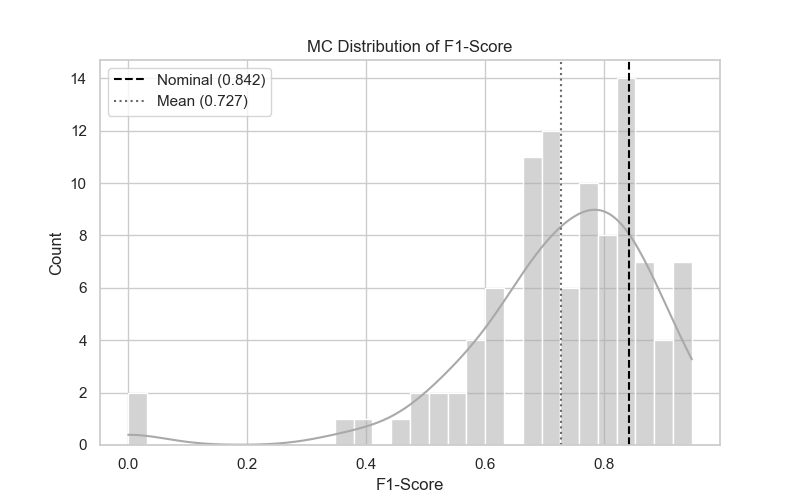 MC Distribution of F1-Score
Nominal (0.842)
Mean (0.727)
14
12
10
8
6
4
2
0
Count
0.0 0.2 0.4 0.6 0.8
F1-Score